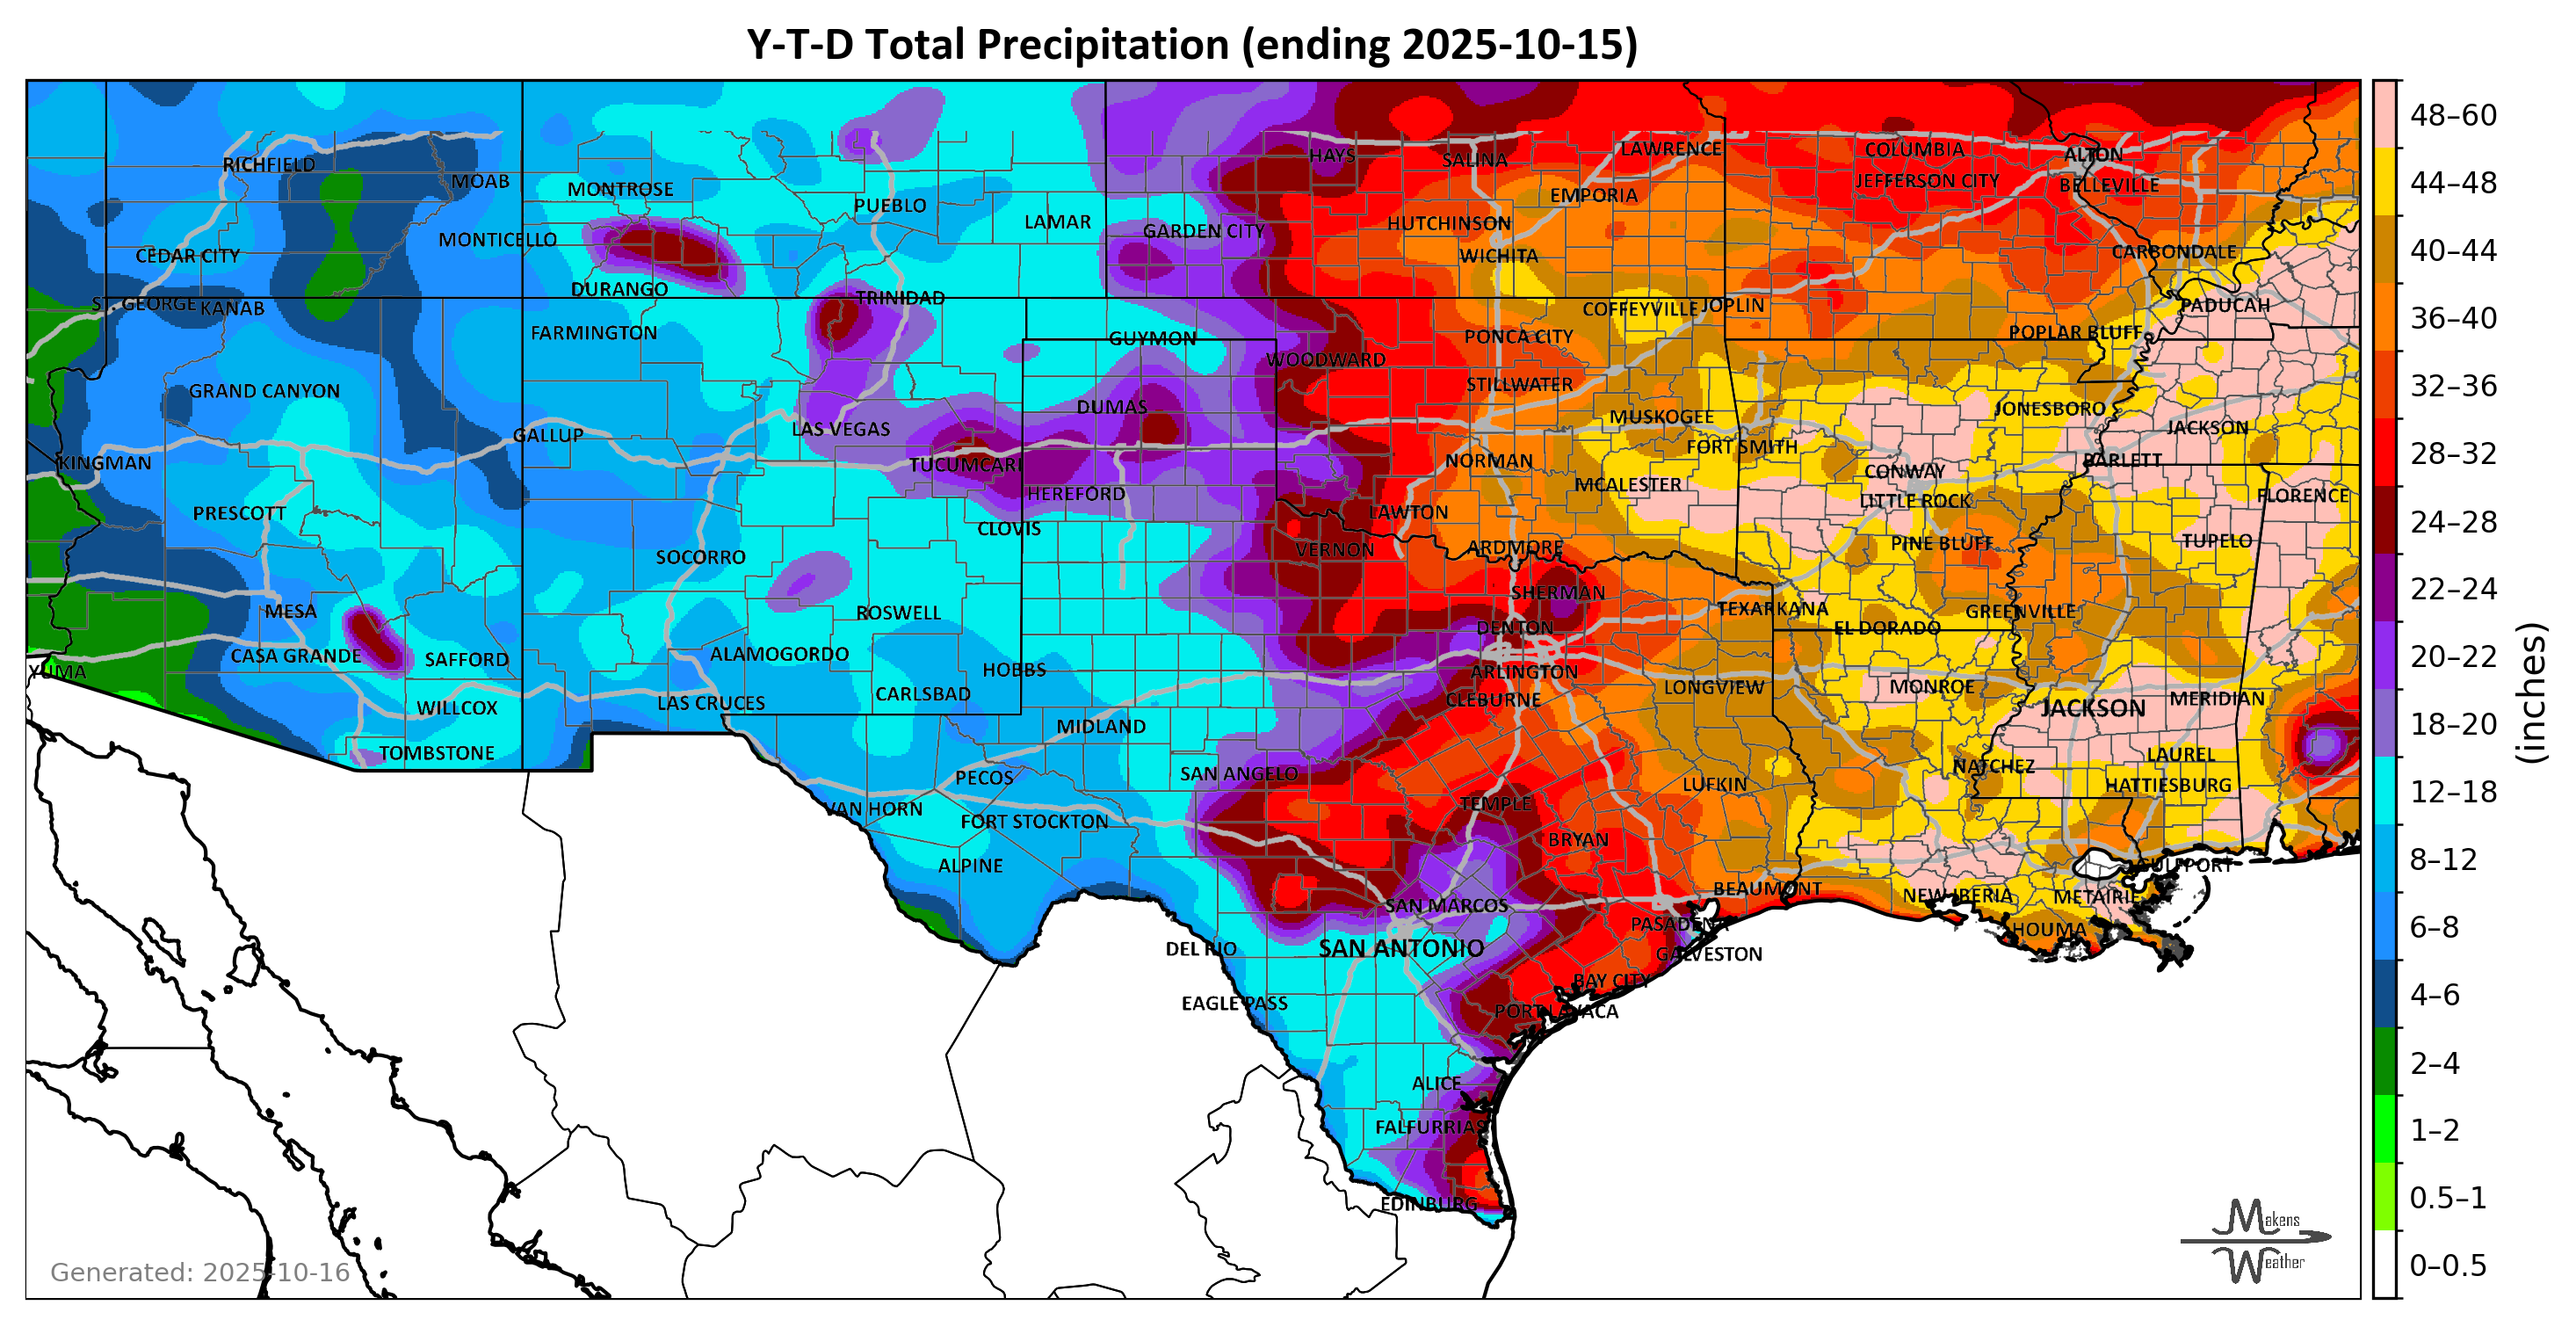 Y-T-D Total Precipitation (ending 2025-10-15)
48–60
44–48
40–44
36–40
32–36
28–32
24–28
22–24
20–22
18–20
12–18
8–12
6–8
4–6
2–4
1–2
0.5–1
0–0.5
(inches)
HAYS
SALINA
LAWRENCE
COLUMBIA
ALTON
RICHFIELD
MOAB
MONTROSE
EMPORIA
JEFFERSON CITY
BELLEVILLE
PUEBLO
LAMAR
GARDEN CITY
HUTCHINSON
MONTICELLO
CEDAR CITY
WICHITA
CARBONDALE
DURANGO
TRINIDAD
ST. GEORGE
KANAB
COFFEYVILLE
JOPLIN
PADUCAH
FARMINGTON
GUYMON
PONCA CITY
POPLAR BLUFF
WOODWARD
GRAND CANYON
STILLWATER
DUMAS
MUSKOGEE
JONESBORO
GALLUP
LAS VEGAS
FORT SMITH
JACKSON
KINGMAN
TUCUMCARI
NORMAN
CONWAY
BARLETT
HEREFORD
MCALESTER
LITTLE ROCK
FLORENCE
PRESCOTT
CLOVIS
LAWTON
SOCORRO
VERNON
ARDMORE
PINE BLUFF
TUPELO
MESA
ROSWELL
SHERMAN
TEXARKANA
GREENVILLE
DENTON
EL DORADO
CASA GRANDE
SAFFORD
ALAMOGORDO
YUMA
HOBBS
ARLINGTON
LONGVIEW
MONROE
WILLCOX
LAS CRUCES
CARLSBAD
CLEBURNE
JACKSON
MERIDIAN
TOMBSTONE
MIDLAND
LAUREL
PECOS
SAN ANGELO
NATCHEZ
LUFKIN
HATTIESBURG
VAN HORN
FORT STOCKTON
TEMPLE
BRYAN
ALPINE
GULFPORT
BEAUMONT
NEW IBERIA
METAIRIE
SAN MARCOS
PASADENA
HOUMA
DEL RIO
SAN ANTONIO
GALVESTON
BAY CITY
EAGLE PASS
PORT LAVACA
ALICE
FALFURRIAS
EDINBURG
Makens
Weather
Generated: 2025-10-16